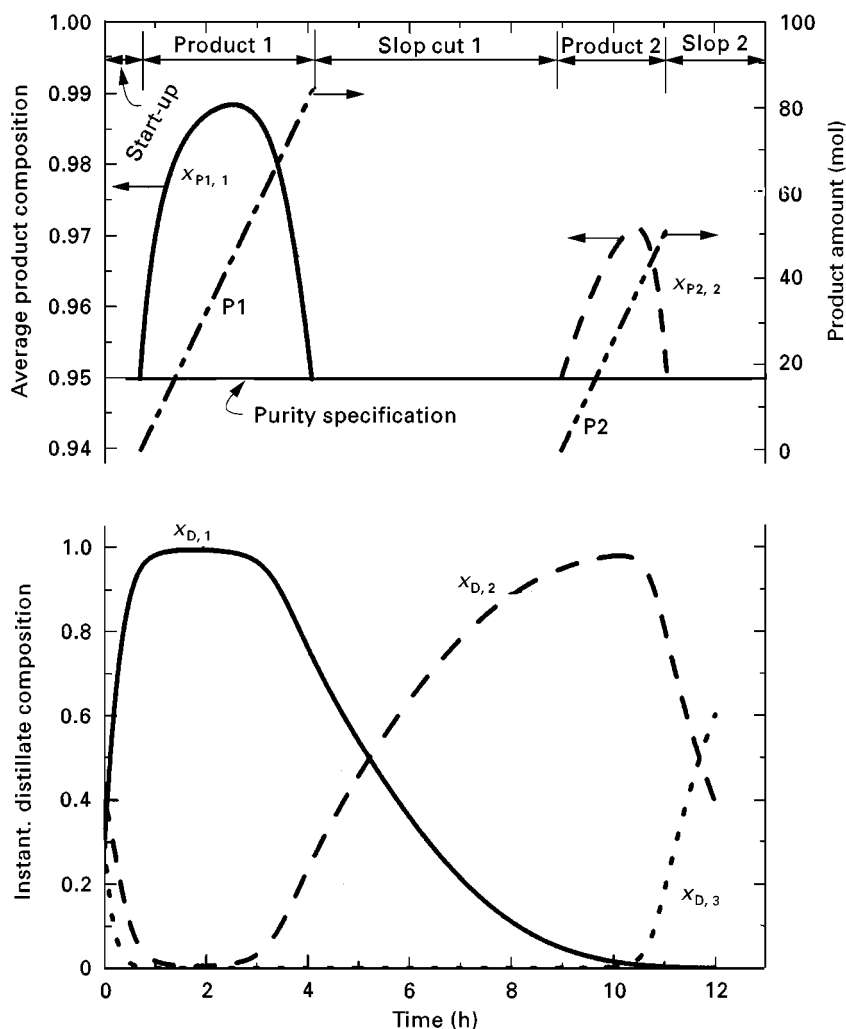 Average product composition
1.00
0.99
0.98
0.97
0.96
0.95
0.94
Start-up
Product 1
Slop cut 1
Product 2
Slop 2
x_P1, 1
P1
Purity specification
x_P2, 2
P2
100
80
60
40
20
0
Product amount (mol)
Instant. distillate composition
1.0
0.8
0.6
0.4
0.2
0
x_D, 1
x_D, 2
x_D, 3
0 2 4 6 8 10 12
Time (h)